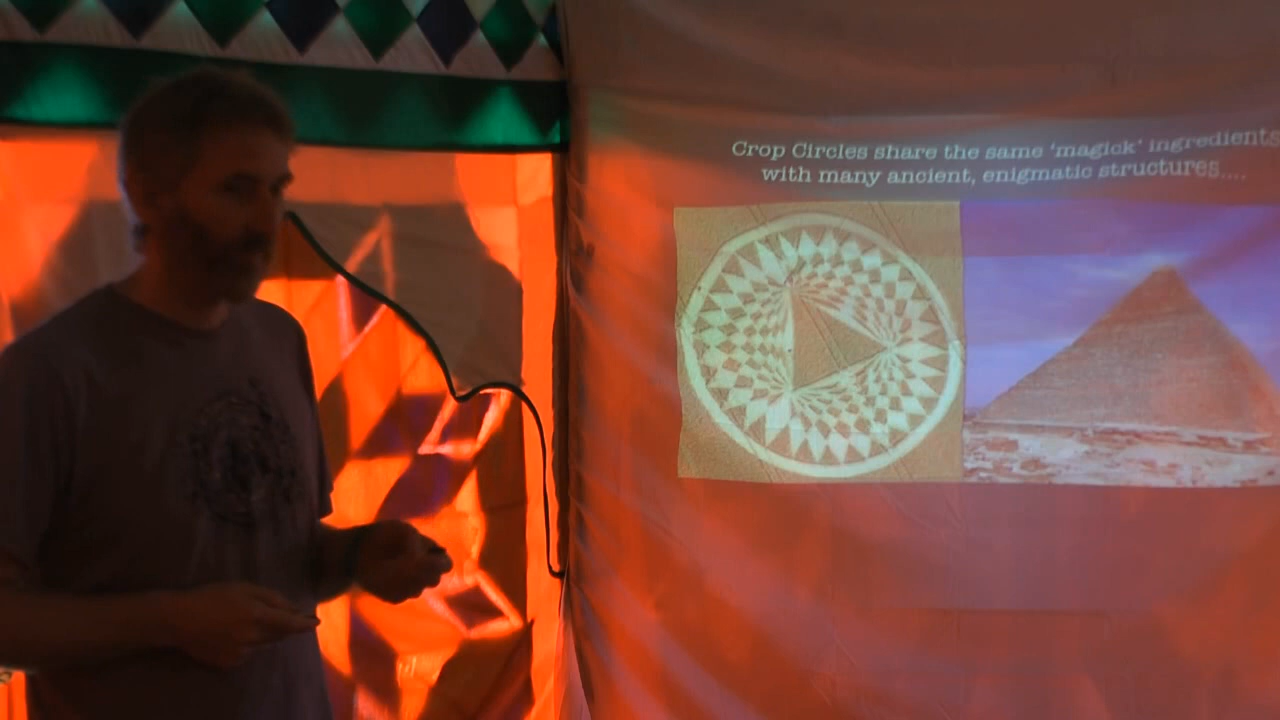 Crop Circles share the same 'magick' ingredients
with many ancient, enigmatic structures....